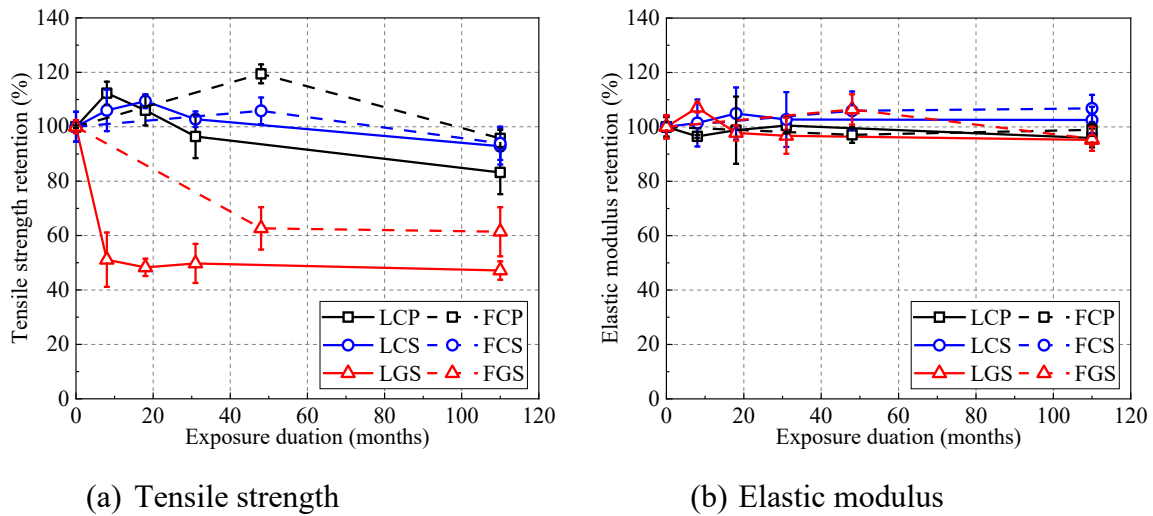 140
120
100
80
60
40
20
0
Tensile strength retention (%)
LCP FCP
LCS FCS
LGS FGS
0 20 40 60 80 100 120
Exposure duation (months)
(a) Tensile strength
140
120
100
80
60
40
20
0
Elastic modulus retention (%)
LCP FCP
LCS FCS
LGS FGS
0 20 40 60 80 100 120
Exposure duation (months)
(b) Elastic modulus